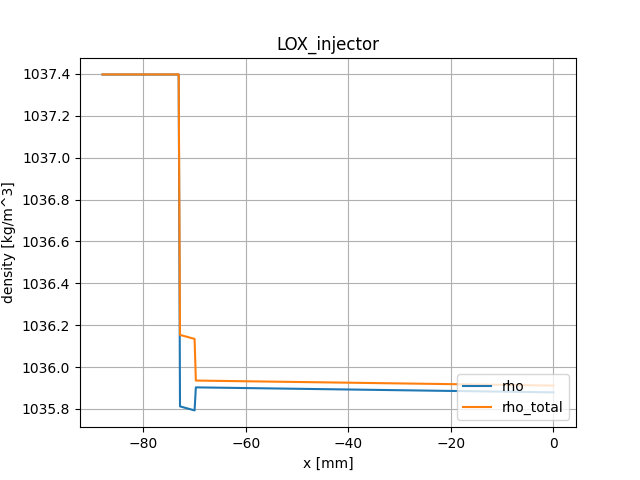 LOX_injector
1037.4
1037.2
1037.0
1036.8
1036.6
1036.4
1036.2
1036.0
1035.8
density [kg/m^3]
rho
rho_total
−80
−60
−40
−20
0
x [mm]